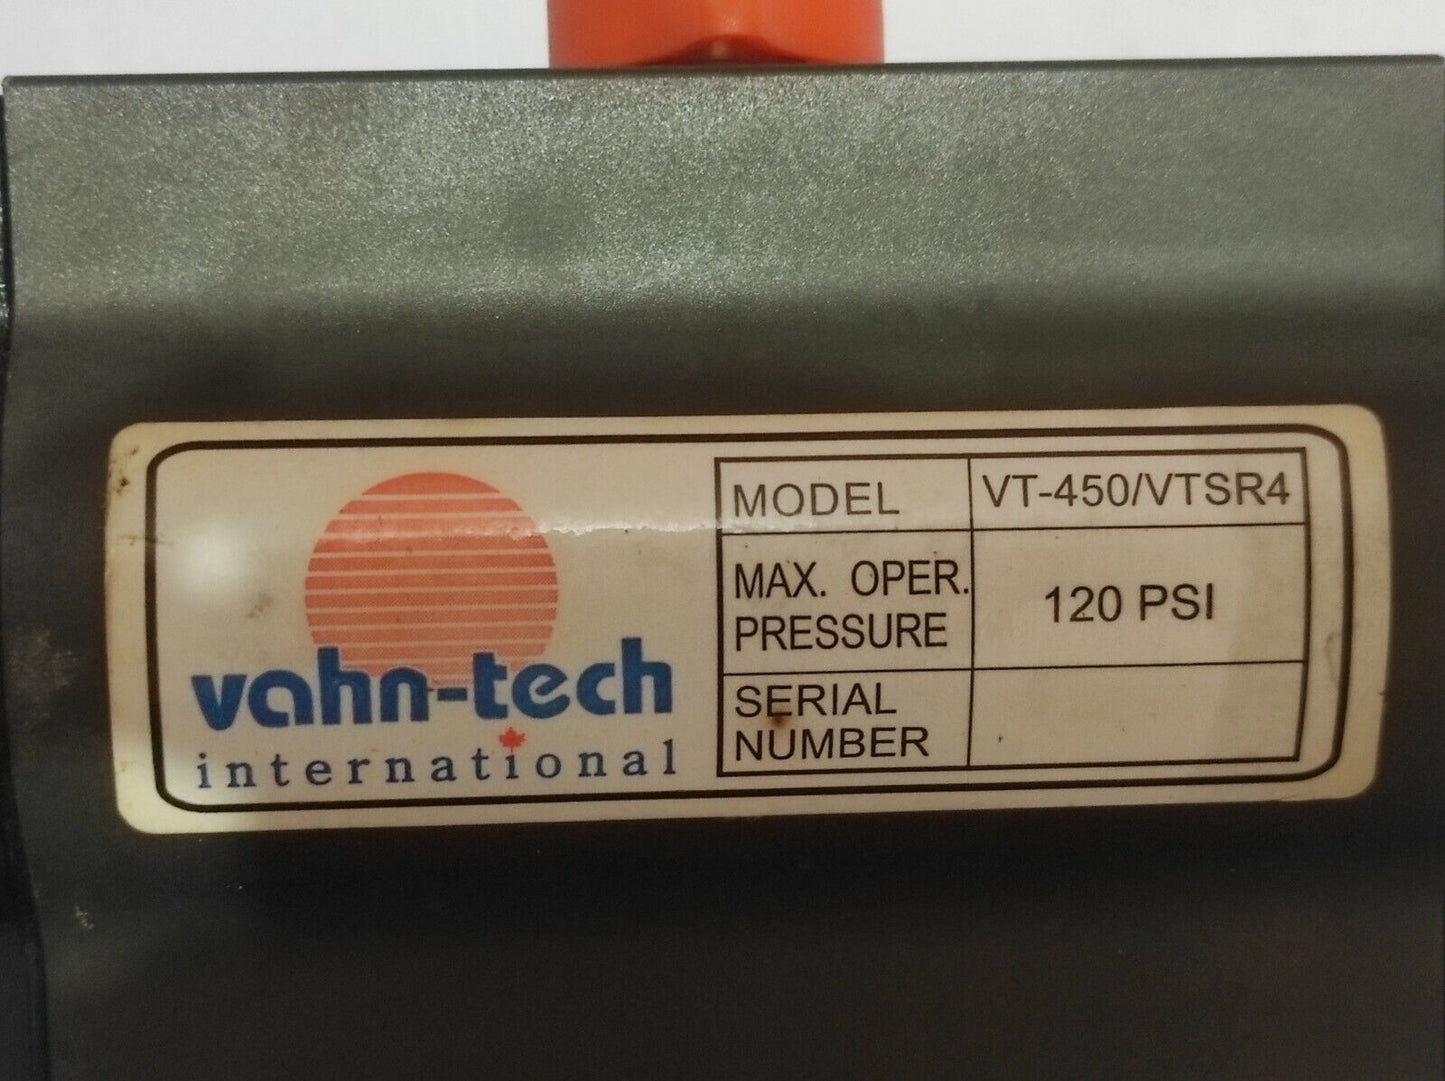 vahn-tech
international
MODEL VT-450/VTSR4
MAX. OPER.
PRESSURE
120 PSI
SERIAL
NUMBER